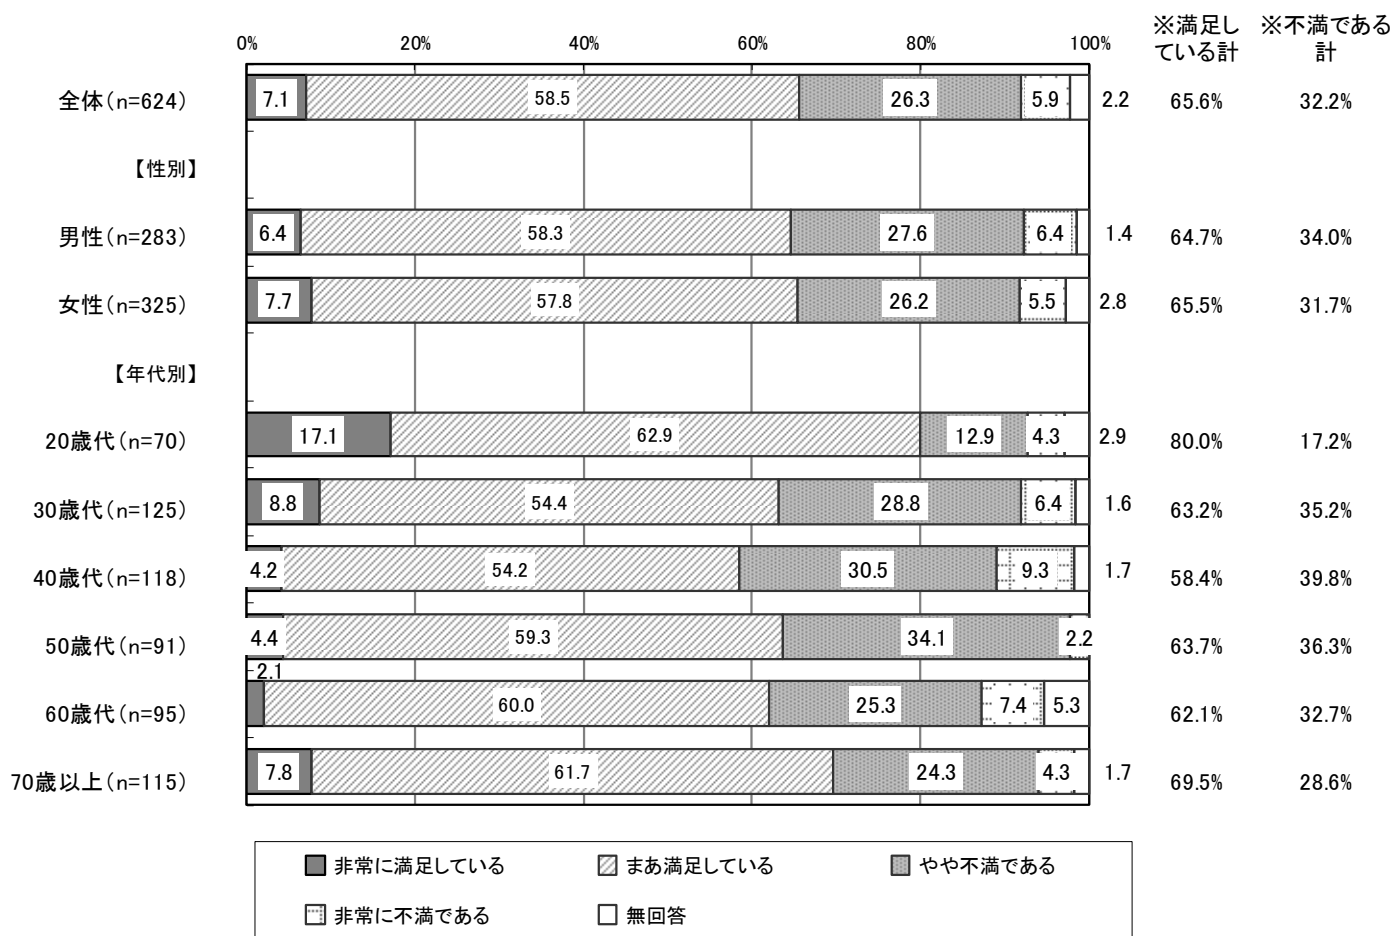 ※満足し
ている計
※不満である
計
0% 20% 40% 60% 80% 100%
全体(n=624) 7.1 58.5 26.3 5.9 2.2 65.6% 32.2%
【性別】
男性(n=283) 6.4 58.3 27.6 6.4 1.4 64.7% 34.0%
女性(n=325) 7.7 57.8 26.2 5.5 2.8 65.5% 31.7%
【年代別】
20歳代(n=70) 17.1 62.9 12.9 4.3 2.9 80.0% 17.2%
30歳代(n=125) 8.8 54.4 28.8 6.4 1.6 63.2% 35.2%
40歳代(n=118) 4.2 54.2 30.5 9.3 1.7 58.4% 39.8%
50歳代(n=91) 4.4 59.3 34.1 2.2 63.7% 36.3%
60歳代(n=95) 2.1 60.0 25.3 7.4 5.3 62.1% 32.7%
70歳以上(n=115) 7.8 61.7 24.3 4.3 1.7 69.5% 28.6%
非常に満足している まあ満足している やや不満である
非常に不満である 無回答